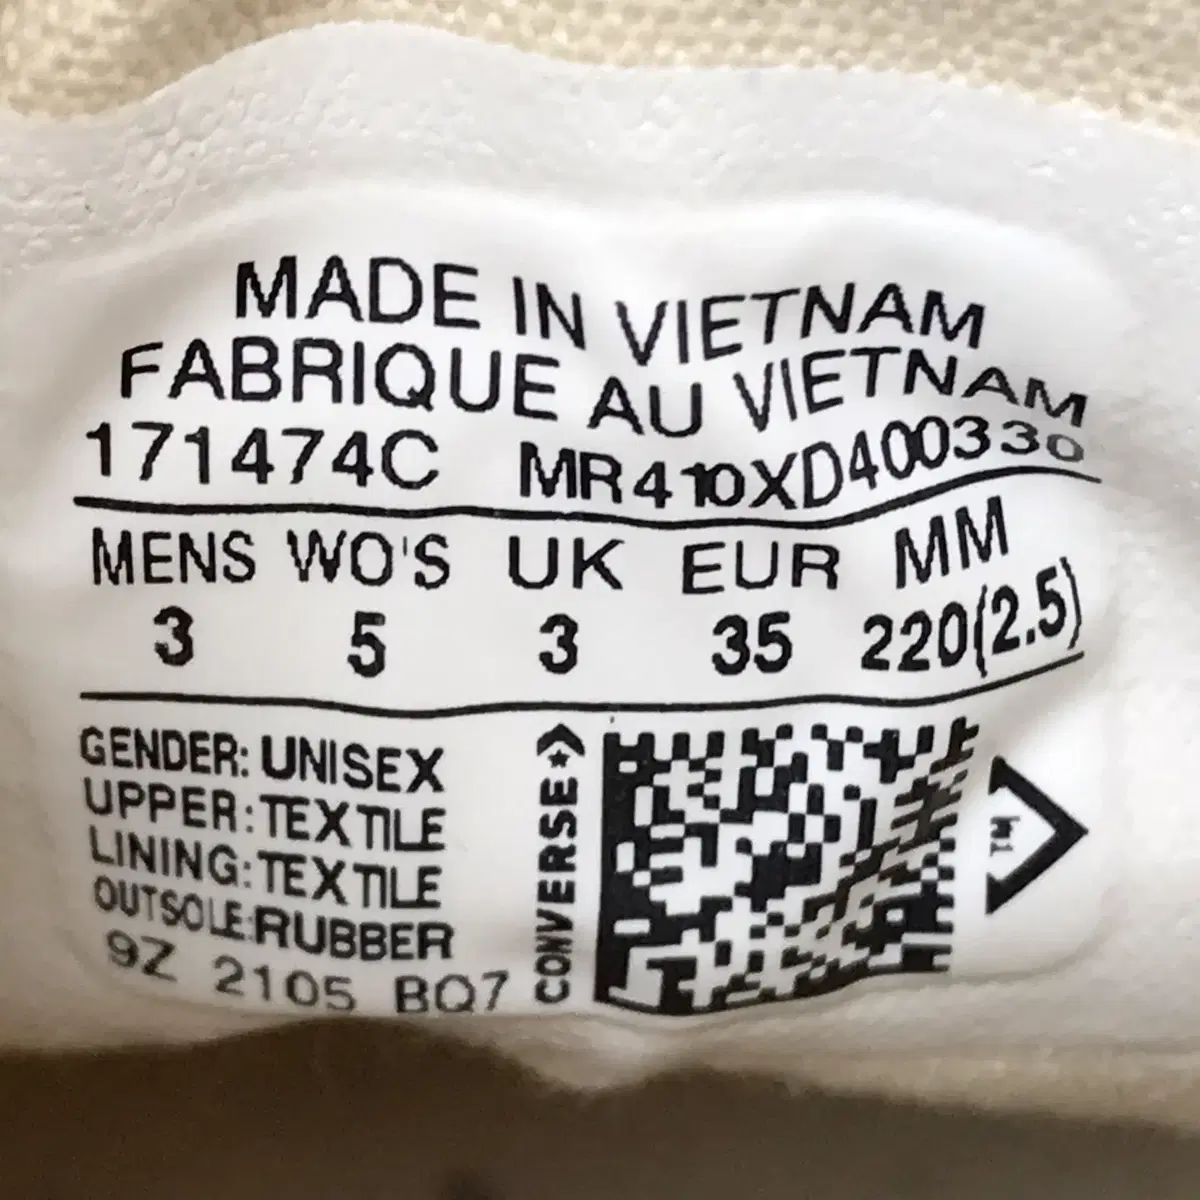 MADE IN VIETNAM
FABRIQUE AU VIETNAM
171474C MR410XD400330
MENS WO'S UK EUR MM
3 5 3 35 220(2.5)
GENDER: UNISEX
UPPER: TEXTILE
LINING: TEXTILE
OUTSOLE: RUBBER
9Z 2105 BQ7
CONVERSE